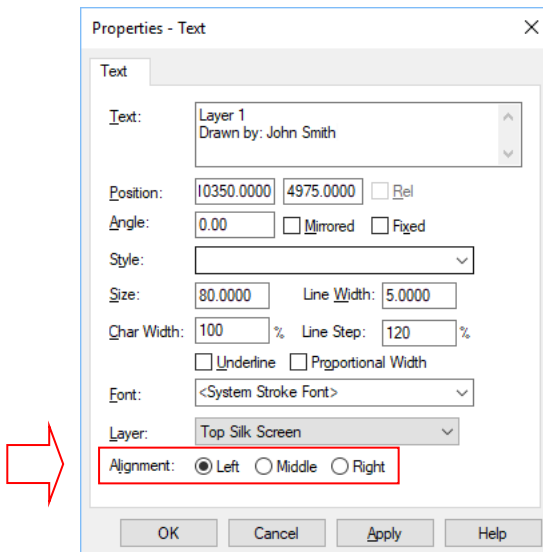 Properties - Text
Text
Text: Layer 1
Drawn by: John Smith
Position: 10350.0000 4975.0000 Rel
Angle: 0.00 Mirrored Fixed
Style:
Size: 80.0000 Line Width: 5.0000
Char Width: 100 % Line Step: 120 %
Underline Proportional Width
Font: <System Stroke Font>
Layer: Top Silk Screen
Alignment: Left Middle Right
OK Cancel Apply Help